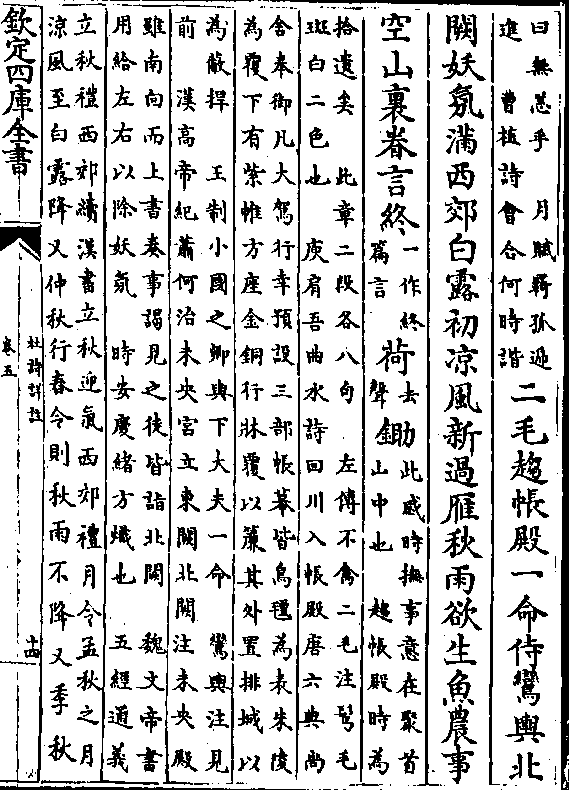 曰無恙乎 月賦羇孤遞
進 曹植詩會合何時諧
二毛趨帳殿一命侍鸞輿北
闕妖氛滿西郊白露初涼風新過雁秋雨欲生魚農事
空山裏眷言終
一作終
篇言
荷
去
聲
鋤
此感時撫事意在聚首
山中也 趨帳殿時為
拾遺矣 此章二段各八句 左傳不禽二毛注鬢毛
斑白二色也 庾肩吾曲水詩回川入帳殿唐六典尚
舍奉御凡大駕行幸預設三部帳幕皆烏氊為表朱陵
為覆下有紫帷方座金銅行牀覆以簾其外置排城以
為蔽捍 王制小國之卿與下大夫一命 鸞輿注見
前 漢高帝紀蕭何治未央宮立東闕北闕注未央殿
雖南向而上書奏事謁見之徒皆詣北闕 魏文帝書
用給左右以除妖氛 時安慶緒方熾也 五經通義
立秋禮西郊續漢書立秋迎氣西郊禮月令孟秋之月
涼風至白露降又仲秋行春令則秋雨不降又季秋
欽定四庫全書
杜詩詳註
卷五
十四